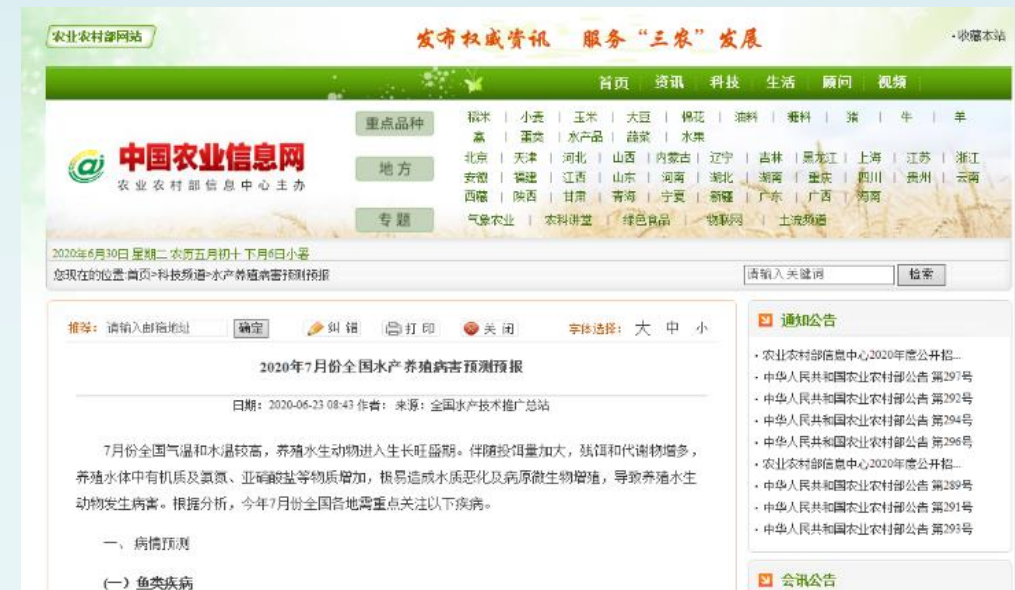 农业农村部网站
发布权威资讯 服务“三农”发展
·收藏本站
首页 资讯 科技 生活 顾问 视频
重点品种
稻米 | 小麦 | 玉米 | 大豆 | 棉花 | 油料 | 糖料 | 猪 | 牛 | 羊
禽 | 蛋类 | 水产品 | 蔬菜 | 水果
中国农业信息网
农业农村部信息中心主办
地方
北京 | 天津 | 河北 | 山西 | 内蒙古 | 辽宁 | 吉林 | 黑龙江 | 上海 | 江苏 | 浙江
安徽 | 福建 | 江西 | 山东 | 河南 | 湖北 | 湖南 | 重庆 | 四川 | 贵州 | 云南
西藏 | 陕西 | 甘肃 | 青海 | 宁夏 | 新疆 | 广东 | 广西 | 海南
专题
气象农业 | 农科讲堂 | 绿色食品 | 物联网 | 土流频道
2020年6月30日 星期二 农历五月初十 下月6日小暑
您现在的位置:首页>科技频道>水产养殖病害预测预报
请输入关键词
检索
推荐: 请输入邮箱地址 确定 纠错 打印 关闭 字体选择: 大 中 小
2020年7月份全国水产养殖病害预测预报
日期: 2020-06-23 08:43 作者: 来源: 全国水产技术推广总站
7月份全国气温和水温较高，养殖水生动物进入生长旺盛期。伴随投饵量加大，残饵和代谢物增多，
养殖水体中有机质及氨氮、亚硝酸盐等物质增加，极易造成水质恶化及病原微生物增殖，导致养殖水生
动物发生病害。根据分析，今年7月份全国各地需重点关注以下疾病。
一、病情预测
(一) 鱼类疾病
通知公告
· 农业农村部信息中心2020年度公开招...
· 中华人民共和国农业农村部公告 第297号
· 中华人民共和国农业农村部公告 第292号
· 中华人民共和国农业农村部公告 第294号
· 中华人民共和国农业农村部公告 第296号
· 农业农村部信息中心2020年度公开招...
· 中华人民共和国农业农村部公告 第289号
· 中华人民共和国农业农村部公告 第291号
· 中华人民共和国农业农村部公告 第293号
会讯公告